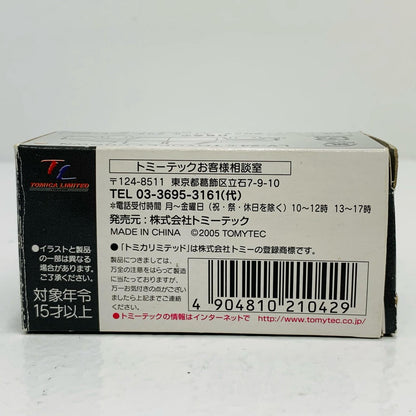 TC
TOMICA LIMITED
トミーテックお客様相談室
〒124-8511 東京都葛飾区立石7-9-10
TEL 03-3695-3161(代)
*電話受付時間 月〜金曜日(祝・祭・休日を除く)10〜12時 13〜17時
発売元:株式会社トミーテック
MADE IN CHINA ©2005 TOMYTEC
●「トミカリミテッド」は株式会社トミーの登録商標です。
●イラストと製品
の一部は異なる
場合があります。
ご了承ください。
対象年令
15才以上
製品につきましては、
万全の注意をはらって製造
に当たっておりますが、
万一お気付きの点がござい
ましたら上記までご連絡
ください。
4 904810 210429
●トミーテックの情報はインターネットで http://www.tomytec.co.jp/